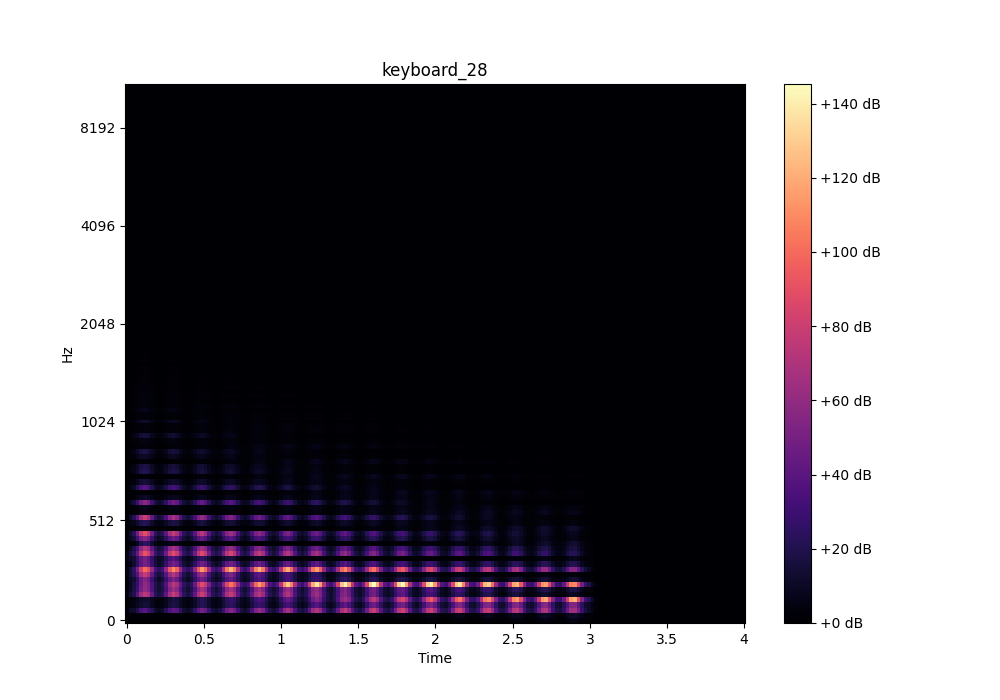 keyboard_28
Hz
8192
4096
2048
1024
512
0
0
0.5
1
1.5
2
2.5
3
3.5
4
Time
+140 dB
+120 dB
+100 dB
+80 dB
+60 dB
+40 dB
+20 dB
+0 dB